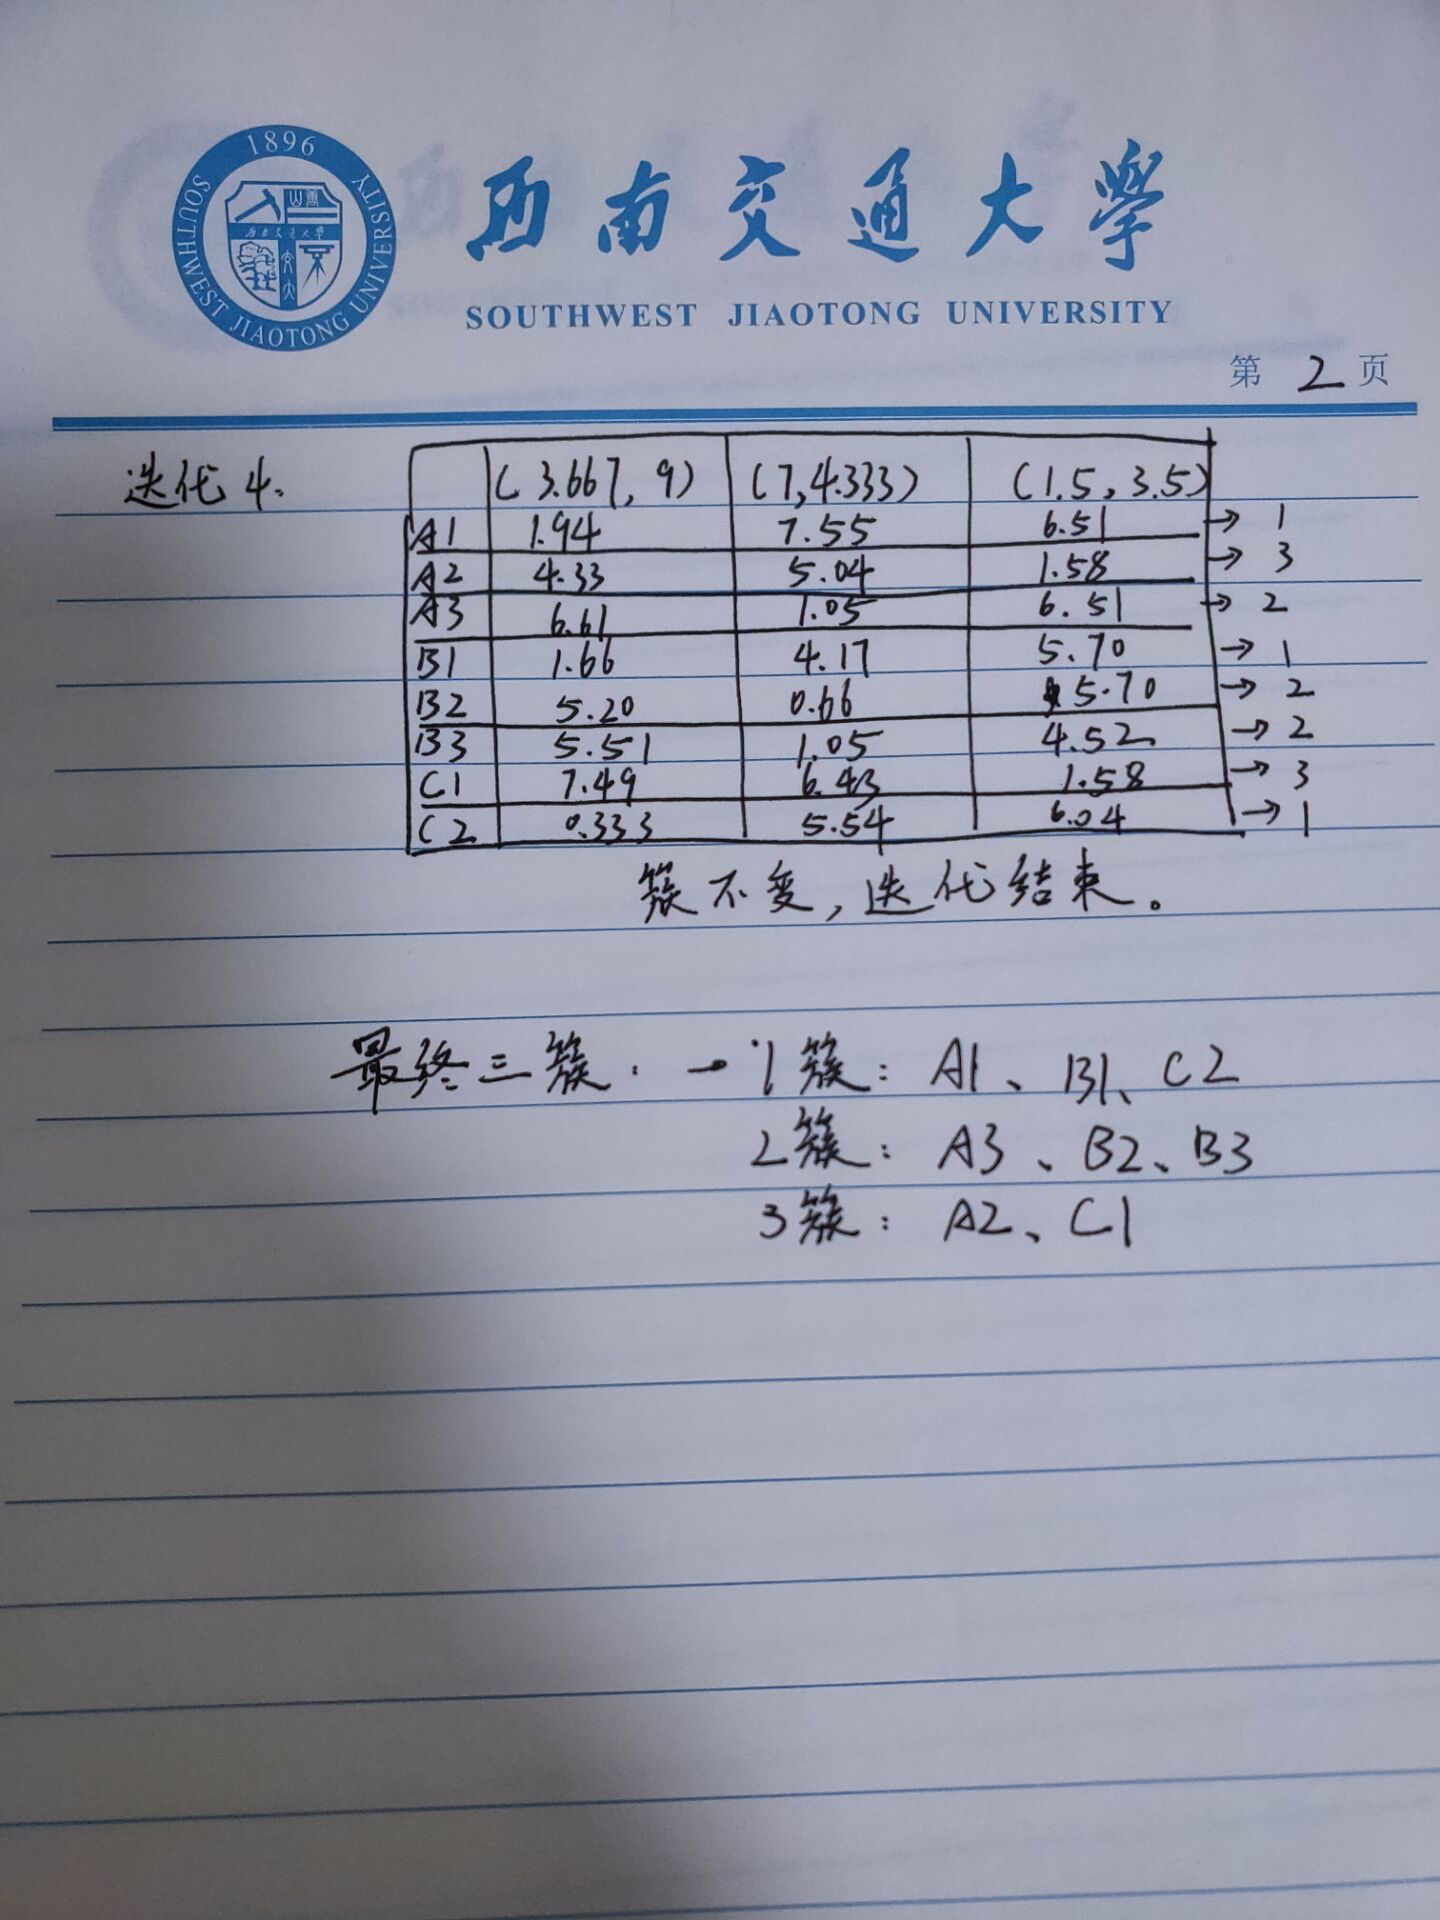 1896
SOUTHWEST JIAOTONG UNIVERSITY
西南交通大學
SOUTHWEST JIAOTONG UNIVERSITY
第 2 页
迭代4.
(3.667, 9) (7, 4.333) (1.5, 3.5)
A1 1.94 7.55 6.51 → 1
A2 4.33 5.04 1.58 → 3
A3 6.61 1.05 6.51 → 2
B1 1.66 4.17 5.70 → 1
B2 5.20 0.66 5.70 → 2
B3 5.51 1.05 4.52 → 2
C1 7.49 6.43 1.58 → 3
C2 0.333 5.54 6.04 → 1
簇不变, 迭代结束。
最终三簇: → 1簇: A1、B1、C2
2簇: A3、B2、B3
3簇: A2、C1